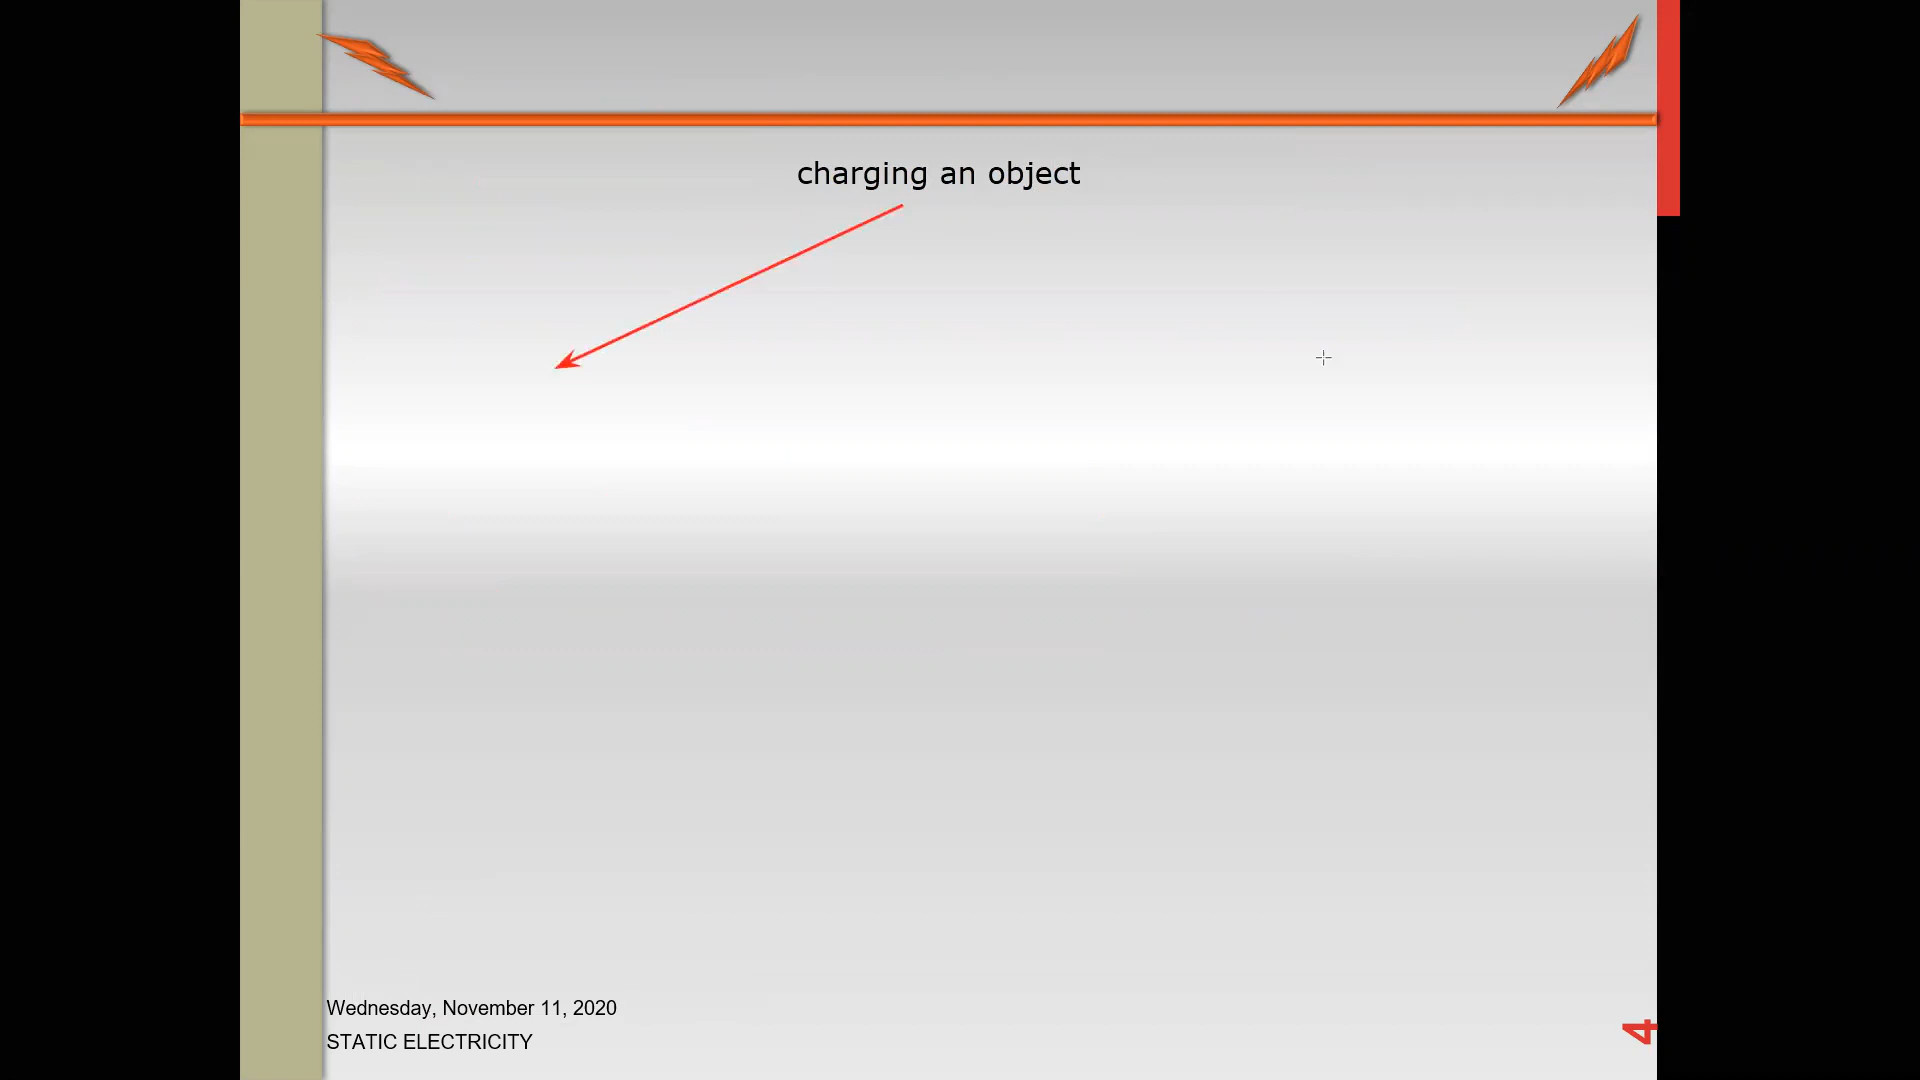 charging an object
Wednesday, November 11, 2020
STATIC ELECTRICITY
4